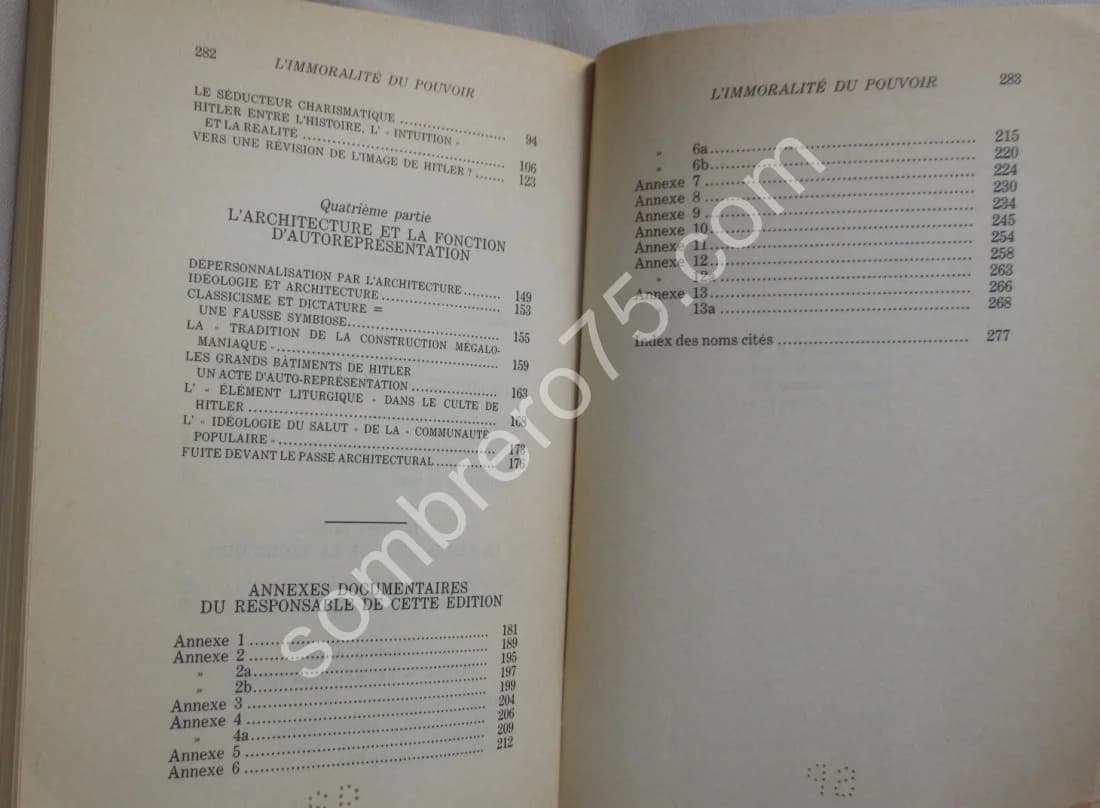 282
L'IMMORALITÉ DU POUVOIR
LE SÉDUCTEUR CHARISMATIQUE ........ 94
HITLER ENTRE L'HISTOIRE, L' « INTUITION »
ET LA RÉALITÉ ........ 106
VERS UNE RÉVISION DE L'IMAGE DE HITLER ? ....... 123
Quatrième partie
L'ARCHITECTURE ET LA FONCTION
D'AUTOREPRÉSENTATION
DÉPERSONNALISATION PAR L'ARCHITECTURE ......... 149
IDÉOLOGIE ET ARCHITECTURE ........ 153
CLASSICISME ET DICTATURE =
UNE FAUSSE SYMBIOSE ........ 155
LA « TRADITION DE LA CONSTRUCTION MÉGALO-
MANIAQUE » ........ 159
LES GRANDS BÂTIMENTS DE HITLER
UN ACTE D'AUTO-REPRÉSENTATION ........ 163
L' « ÉLÉMENT LITURGIQUE » DANS LE CULTE DE
HITLER ........ 168
L' « IDÉOLOGIE DU SALUT » DE LA « COMMUNAUTÉ
POPULAIRE » ........ 173
FUITE DEVANT LE PASSÉ ARCHITECTURAL ........ 176
ANNEXES DOCUMENTAIRES
DU RESPONSABLE DE CETTE ÉDITION
Annexe 1 ........ 181
Annexe 2 ........ 189
» 2a ........ 195
» 2b ........ 197
Annexe 3 ........ 199
Annexe 4 ........ 204
» 4a ........ 206
Annexe 5 ........ 209
Annexe 6 ........ 212
L'IMMORALITÉ DU POUVOIR
283
» 6a ........ 215
» 6b ........ 220
Annexe 7 ........ 224
Annexe 8 ........ 230
Annexe 9 ........ 234
Annexe 10 ........ 245
Annexe 11 ........ 254
Annexe 12 ........ 258
» 12a ........ 263
Annexe 13 ........ 266
13a ........ 268
Index des noms cités ........ 277
sombrero75.com